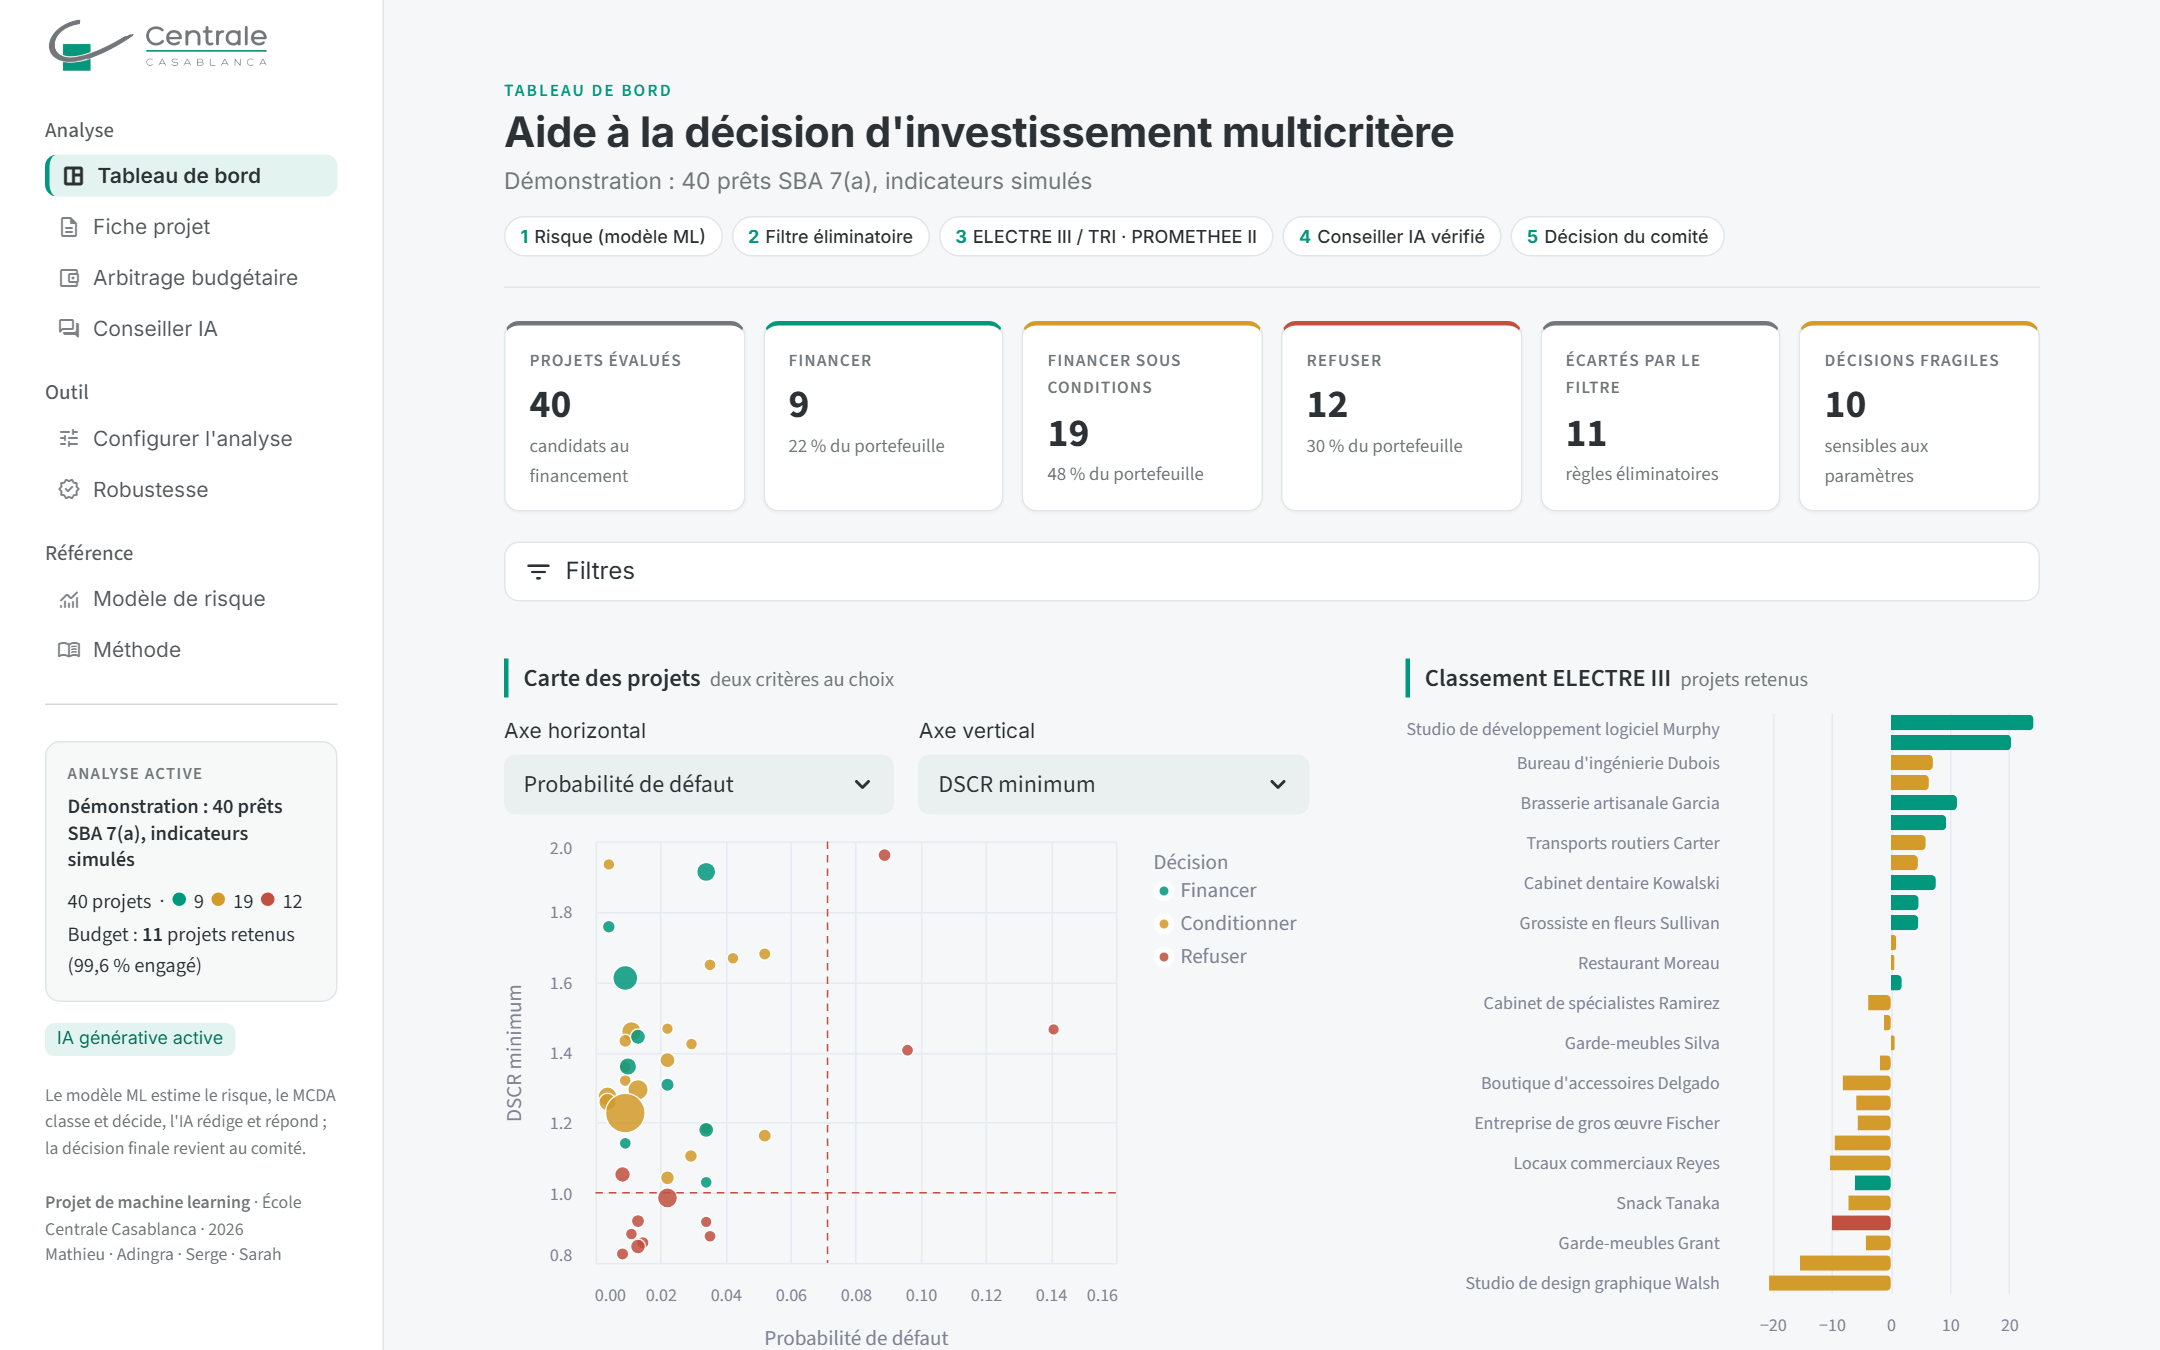 Centrale
CASABLANCA
Analyse
Tableau de bord
Fiche projet
Arbitrage budgétaire
Conseiller IA
Outil
Configurer l'analyse
Robustesse
Référence
Modèle de risque
Méthode
ANALYSE ACTIVE
Démonstration : 40 prêts
SBA 7(a), indicateurs
simulés
40 projets · 9 19 12
Budget : 11 projets retenus
(99,6 % engagé)
IA générative active
Le modèle ML estime le risque, le MCDA
classe et décide, l'IA rédige et répond ;
la décision finale revient au comité.
Projet de machine learning · École
Centrale Casablanca · 2026
Mathieu · Adingra · Serge · Sarah
TABLEAU DE BORD
Aide à la décision d'investissement multicritère
Démonstration : 40 prêts SBA 7(a), indicateurs simulés
1 Risque (modèle ML)
2 Filtre éliminatoire
3 ELECTRE III / TRI · PROMETHEE II
4 Conseiller IA vérifié
5 Décision du comité
PROJETS ÉVALUÉS
40
candidats au
financement
FINANCER
9
22 % du portefeuille
FINANCER SOUS
CONDITIONS
19
48 % du portefeuille
REFUSER
12
30 % du portefeuille
ÉCARTÉS PAR LE
FILTRE
11
règles éliminatoires
DÉCISIONS FRAGILES
10
sensibles aux
paramètres
Filtres
Carte des projets deux critères au choix
Axe horizontal
Probabilité de défaut
Axe vertical
DSCR minimum
DSCR minimum
2.0
1.8
1.6
1.4
1.2
1.0
0.8
0.00 0.02 0.04 0.06 0.08 0.10 0.12 0.14 0.16
Probabilité de défaut
Décision
Financer
Conditionner
Refuser
Classement ELECTRE III projets retenus
Studio de développement logiciel Murphy
Bureau d'ingénierie Dubois
Brasserie artisanale Garcia
Transports routiers Carter
Cabinet dentaire Kowalski
Grossiste en fleurs Sullivan
Restaurant Moreau
Cabinet de spécialistes Ramirez
Garde-meubles Silva
Boutique d'accessoires Delgado
Entreprise de gros œuvre Fischer
Locaux commerciaux Reyes
Snack Tanaka
Garde-meubles Grant
Studio de design graphique Walsh
−20 −10 0 10 20